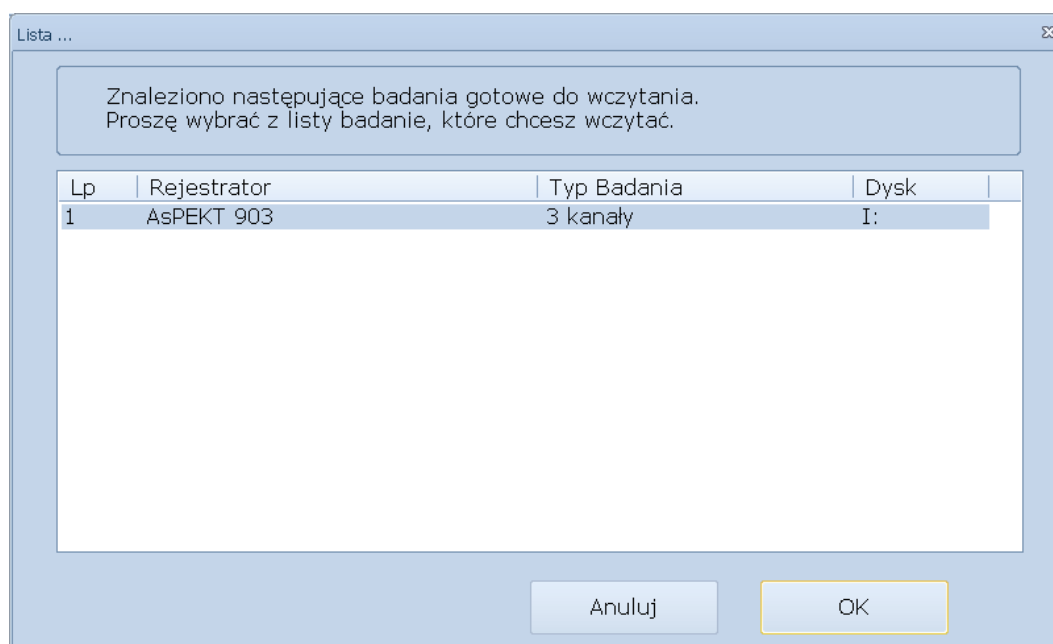 Lista ...
Znaleziono następujące badania gotowe do wczytania.
Proszę wybrać z listy badanie, które chcesz wczytać.
Lp Rejestrator Typ Badania Dysk
1 AsPEKT 903 3 kanały I:
Anuluj OK